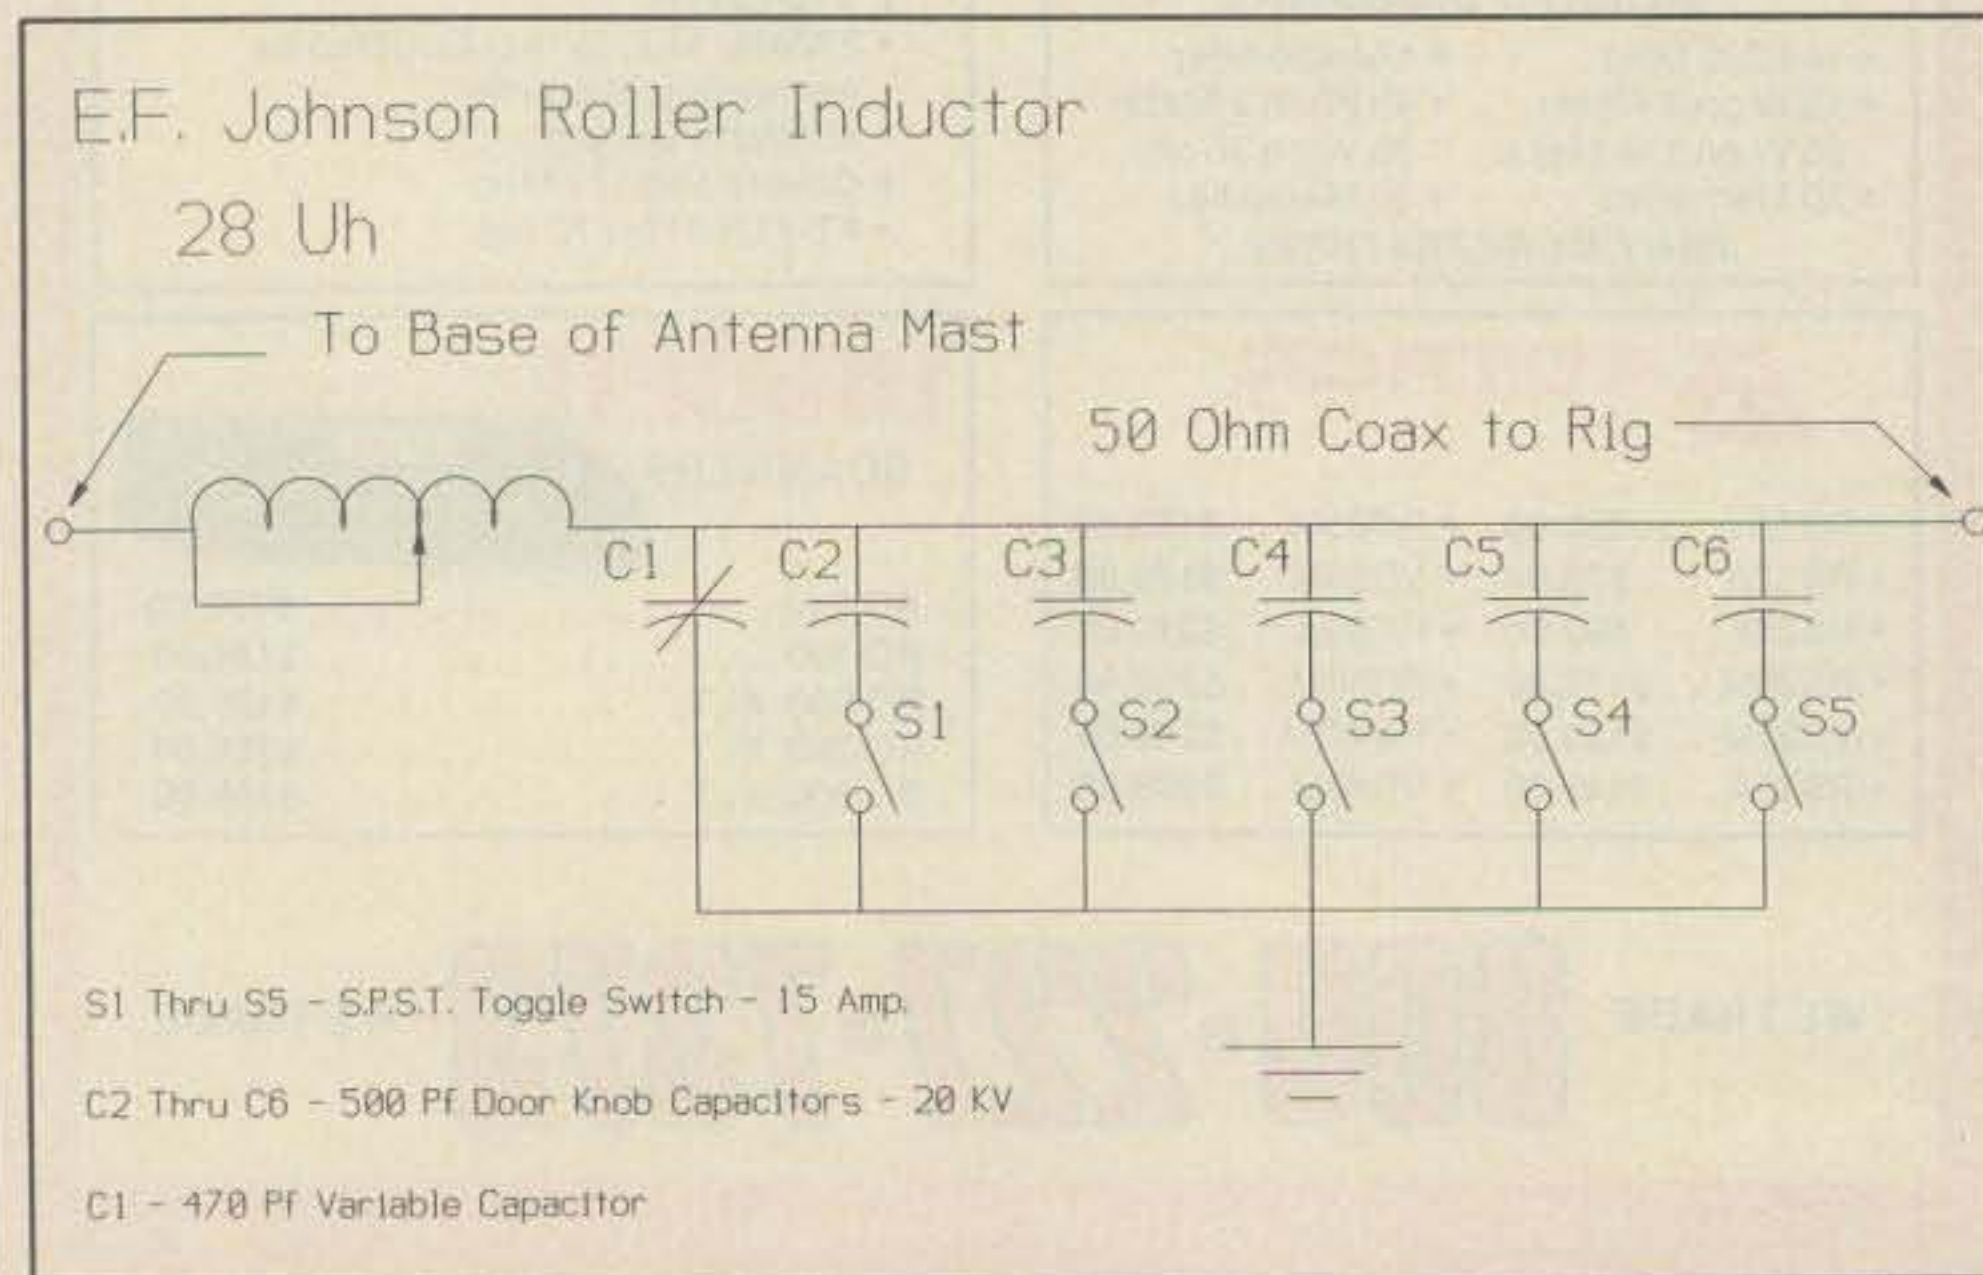 E.F. Johnson Roller Inductor
28 Uh
To Base of Antenna Mast
50 Ohm Coax to Rig
C1 C2 C3 C4 C5 C6
S1 S2 S3 S4 S5
S1 Thru S5 - S.P.S.T. Toggle Switch - 15 Amp.
C2 Thru C6 - 500 Pf Door Knob Capacitors - 20 KV
C1 - 470 Pf Variable Capacitor